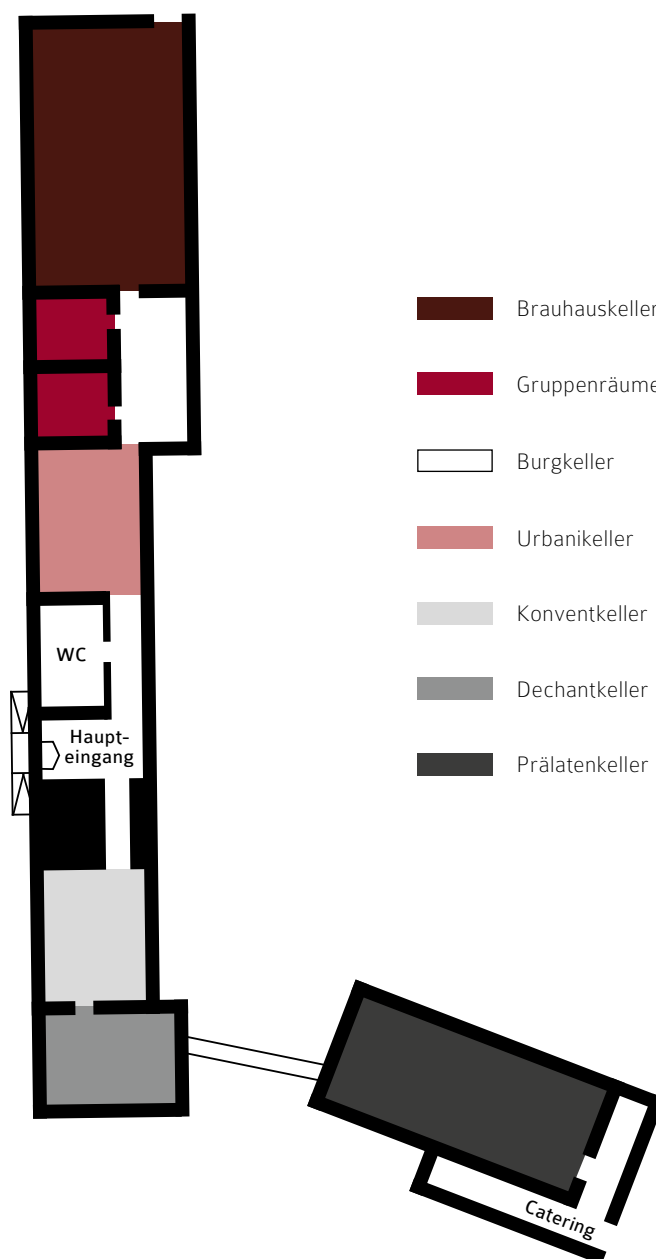 Brauhauskeller
Gruppenräume
Burgkeller
Urbanikeller
Konventkeller
Dechantkeller
Prälatenkeller
WC
Haupt-
eingang
Catering